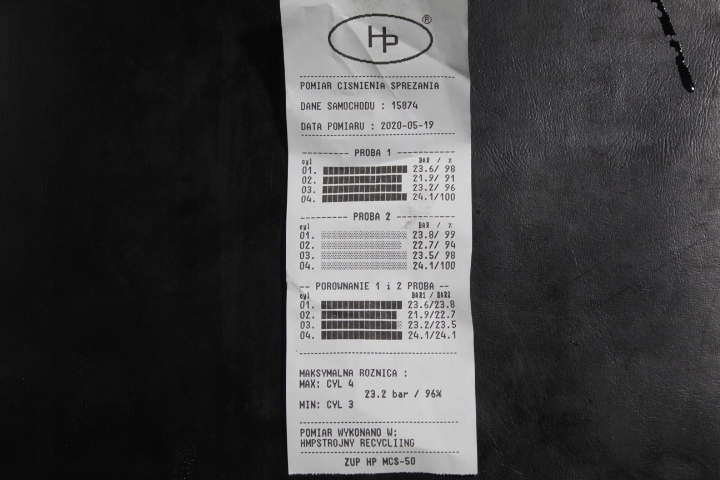 HP ®
POMIAR CISNIENIA SPREZANIA
DANE SAMOCHODU : 15874
DATA POMIARU : 2020-05-19
--------- PROBA 1 ------------
cyl BAR / %
01. 23.6/ 98
02. 21.9/ 91
03. 23.2/ 96
04. 24.1/100
--------- PROBA 2 -----------
cyl BAR / %
01. 23.8/ 99
02. 22.7/ 94
03. 23.5/ 98
04. 24.1/100
-- POROWNANIE 1 i 2 PROBA --
cyl BAR1 / BAR2
01. 23.6/23.8
02. 21.9/22.7
03. 23.2/23.5
04. 24.1/24.1
MAKSYMALNA ROZNICA :
MAX: CYL 4
23.2 bar / 96%
MIN: CYL 3
POMIAR WYKONANO W:
HMPSTROJNY RECYCLIING
ZUP HP MCS-50